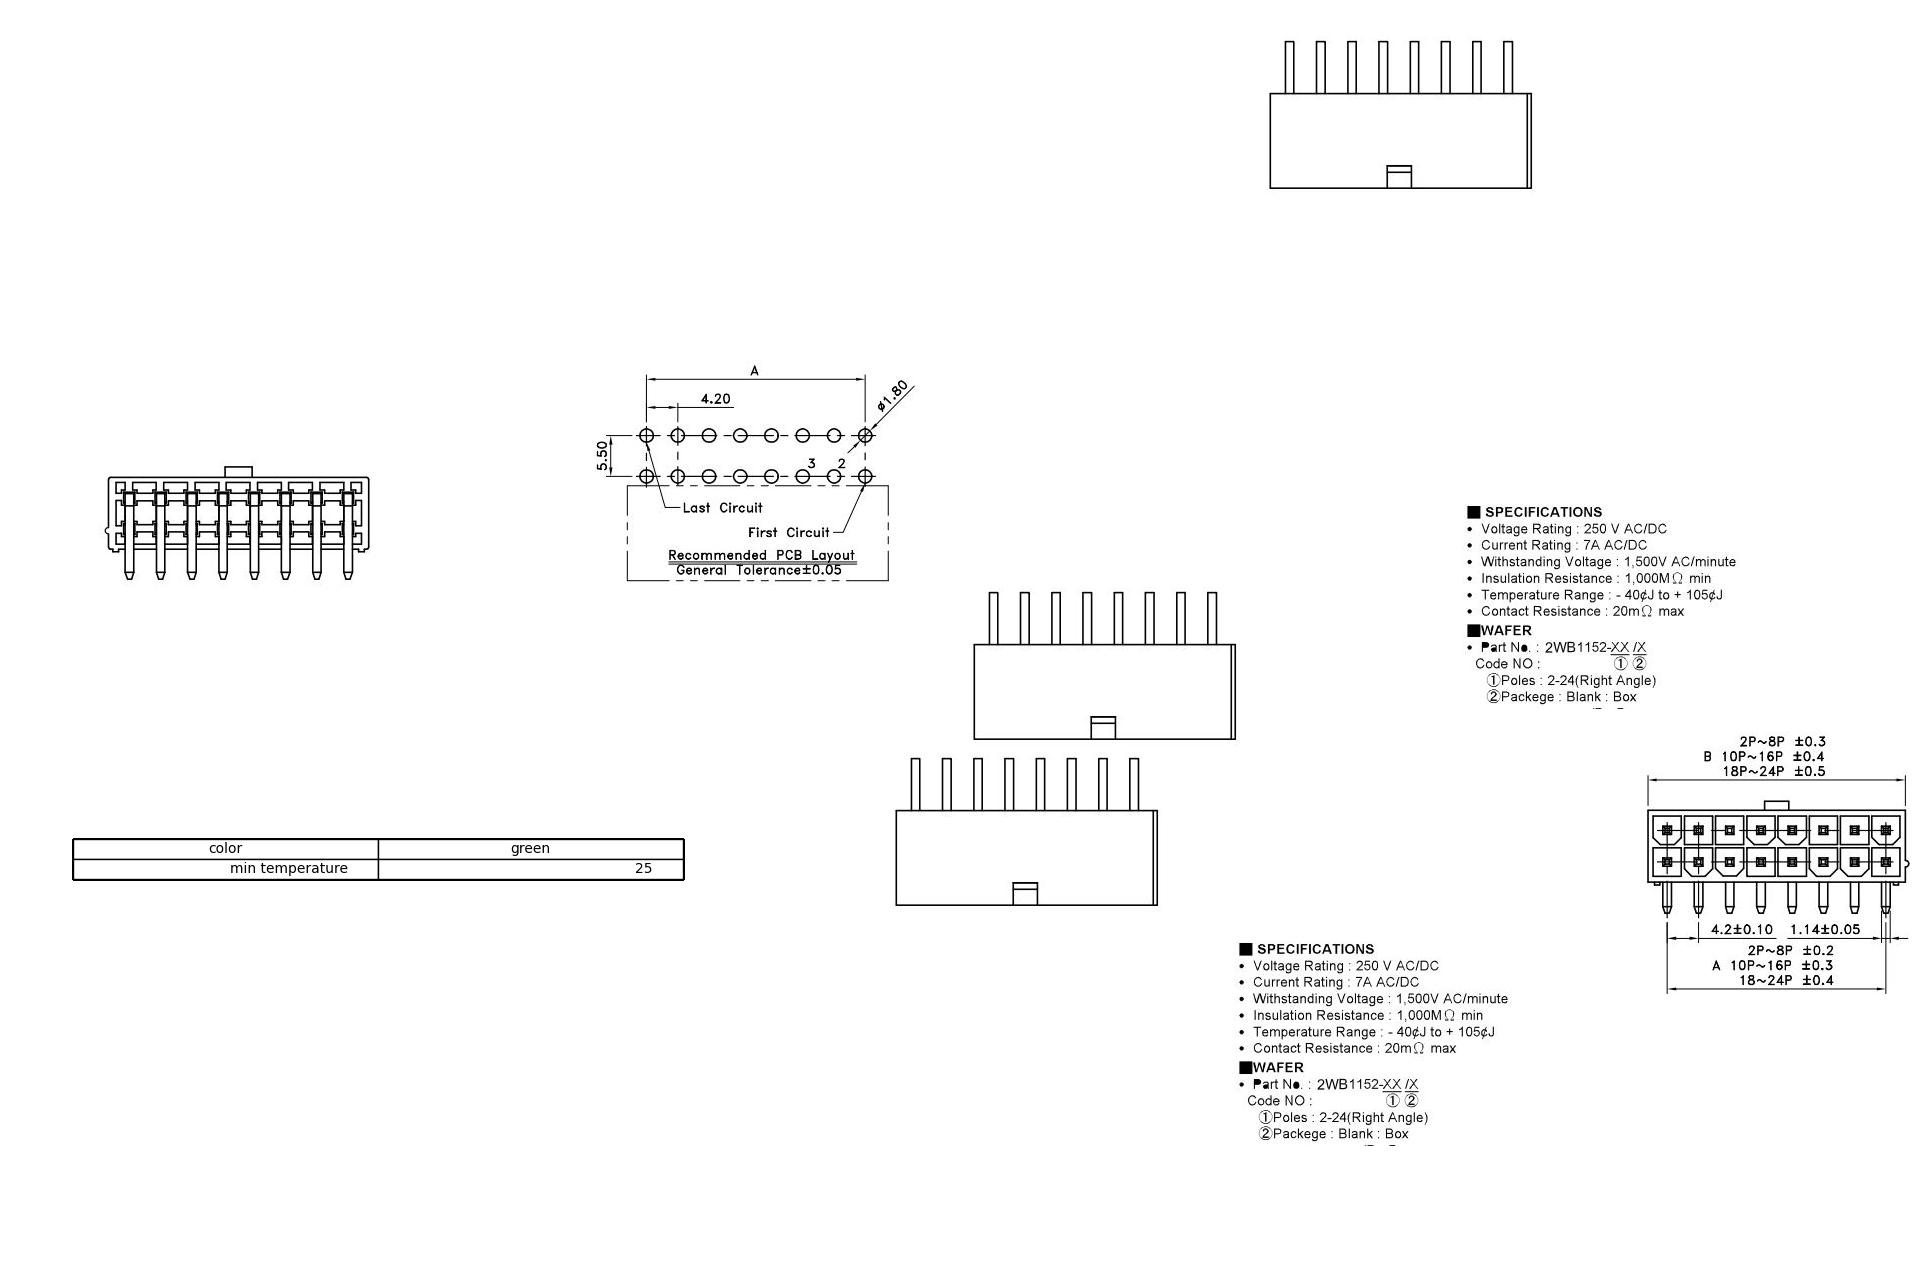 A
4.20
ø1.80
5.50
3 2
Last Circuit
First Circuit
Recommended PCB Layout
General Tolerance±0.05
■ SPECIFICATIONS
• Voltage Rating : 250 V AC/DC
• Current Rating : 7A AC/DC
• Withstanding Voltage : 1,500V AC/minute
• Insulation Resistance : 1,000MΩ min
• Temperature Range : - 40¢J to + 105¢J
• Contact Resistance : 20mΩ max
■WAFER
• Part No. : 2WB1152-XX /X
Code NO : ① ②
①Poles : 2-24(Right Angle)
②Packege : Blank : Box
2P~8P ±0.3
B 10P~16P ±0.4
18P~24P ±0.5
4.2±0.10 1.14±0.05
2P~8P ±0.2
A 10P~16P ±0.3
18~24P ±0.4
color green
min temperature 25
■ SPECIFICATIONS
• Voltage Rating : 250 V AC/DC
• Current Rating : 7A AC/DC
• Withstanding Voltage : 1,500V AC/minute
• Insulation Resistance : 1,000MΩ min
• Temperature Range : - 40¢J to + 105¢J
• Contact Resistance : 20mΩ max
■WAFER
• Part No. : 2WB1152-XX /X
Code NO : ① ②
①Poles : 2-24(Right Angle)
②Packege : Blank : Box